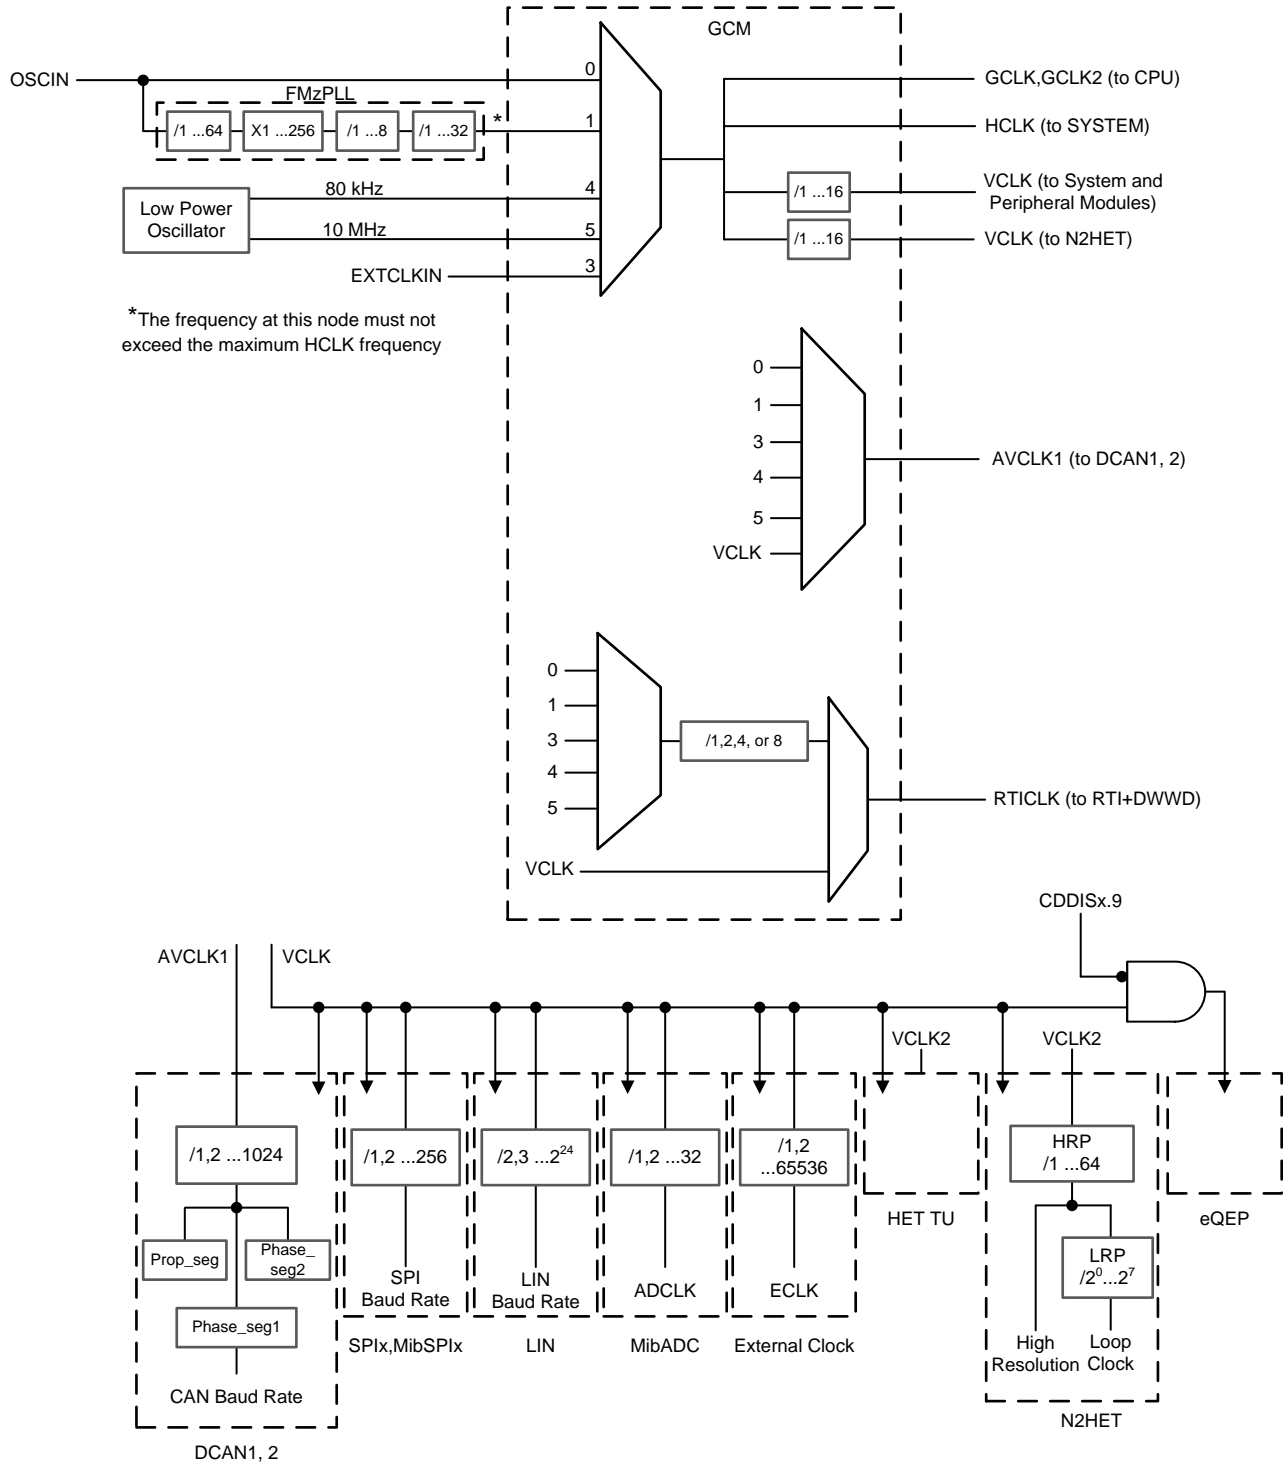 GCM
OSCIN
0
GCLK,GCLK2 (to CPU)
FMzPLL
/1 ...64
X1 ...256
/1 ...8
/1 ...32
*
1
HCLK (to SYSTEM)
80 kHz
4
/1 ...16
VCLK (to System and
Peripheral Modules)
Low Power
Oscillator
10 MHz
5
/1 ...16
VCLK (to N2HET)
EXTCLKIN
3
*The frequency at this node must not
exceed the maximum HCLK frequency
0
1
3
4
5
VCLK
AVCLK1 (to DCAN1, 2)
0
1
3
4
5
/1,2,4, or 8
VCLK
RTICLK (to RTI+DWWD)
CDDISx.9
AVCLK1
VCLK
VCLK2
VCLK2
/1,2 ...1024
/1,2 ...256
/2,3 ...2²⁴
/1,2 ...32
/1,2
...65536
HRP
/1 ...64
HET TU
eQEP
Prop_seg
Phase_
seg2
Phase_seg1
CAN Baud Rate
DCAN1, 2
SPI
Baud Rate
SPIx,MibSPIx
LIN
Baud Rate
LIN
ADCLK
MibADC
ECLK
External Clock
LRP
/2⁰...2⁷
High
Resolution
Loop
Clock
N2HET